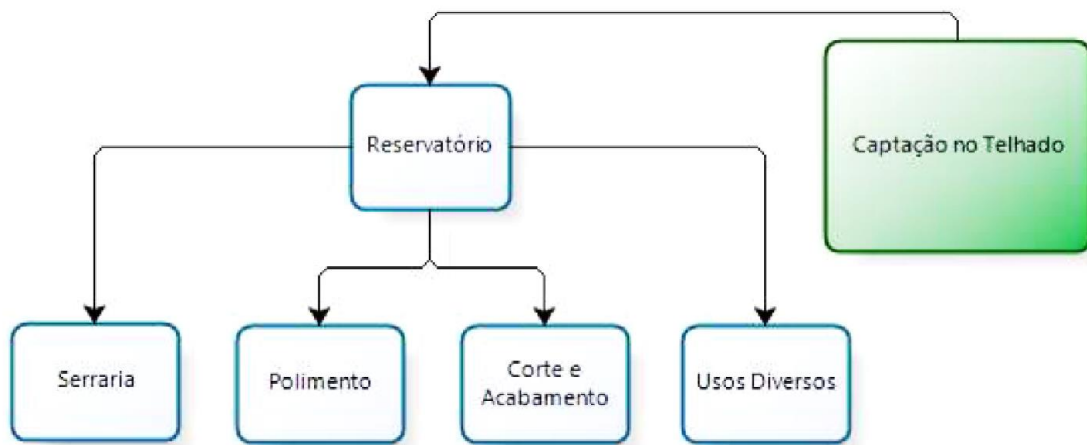 Reservatório
Captação no Telhado
Serraria
Polimento
Corte e
Acabamento
Usos Diversos